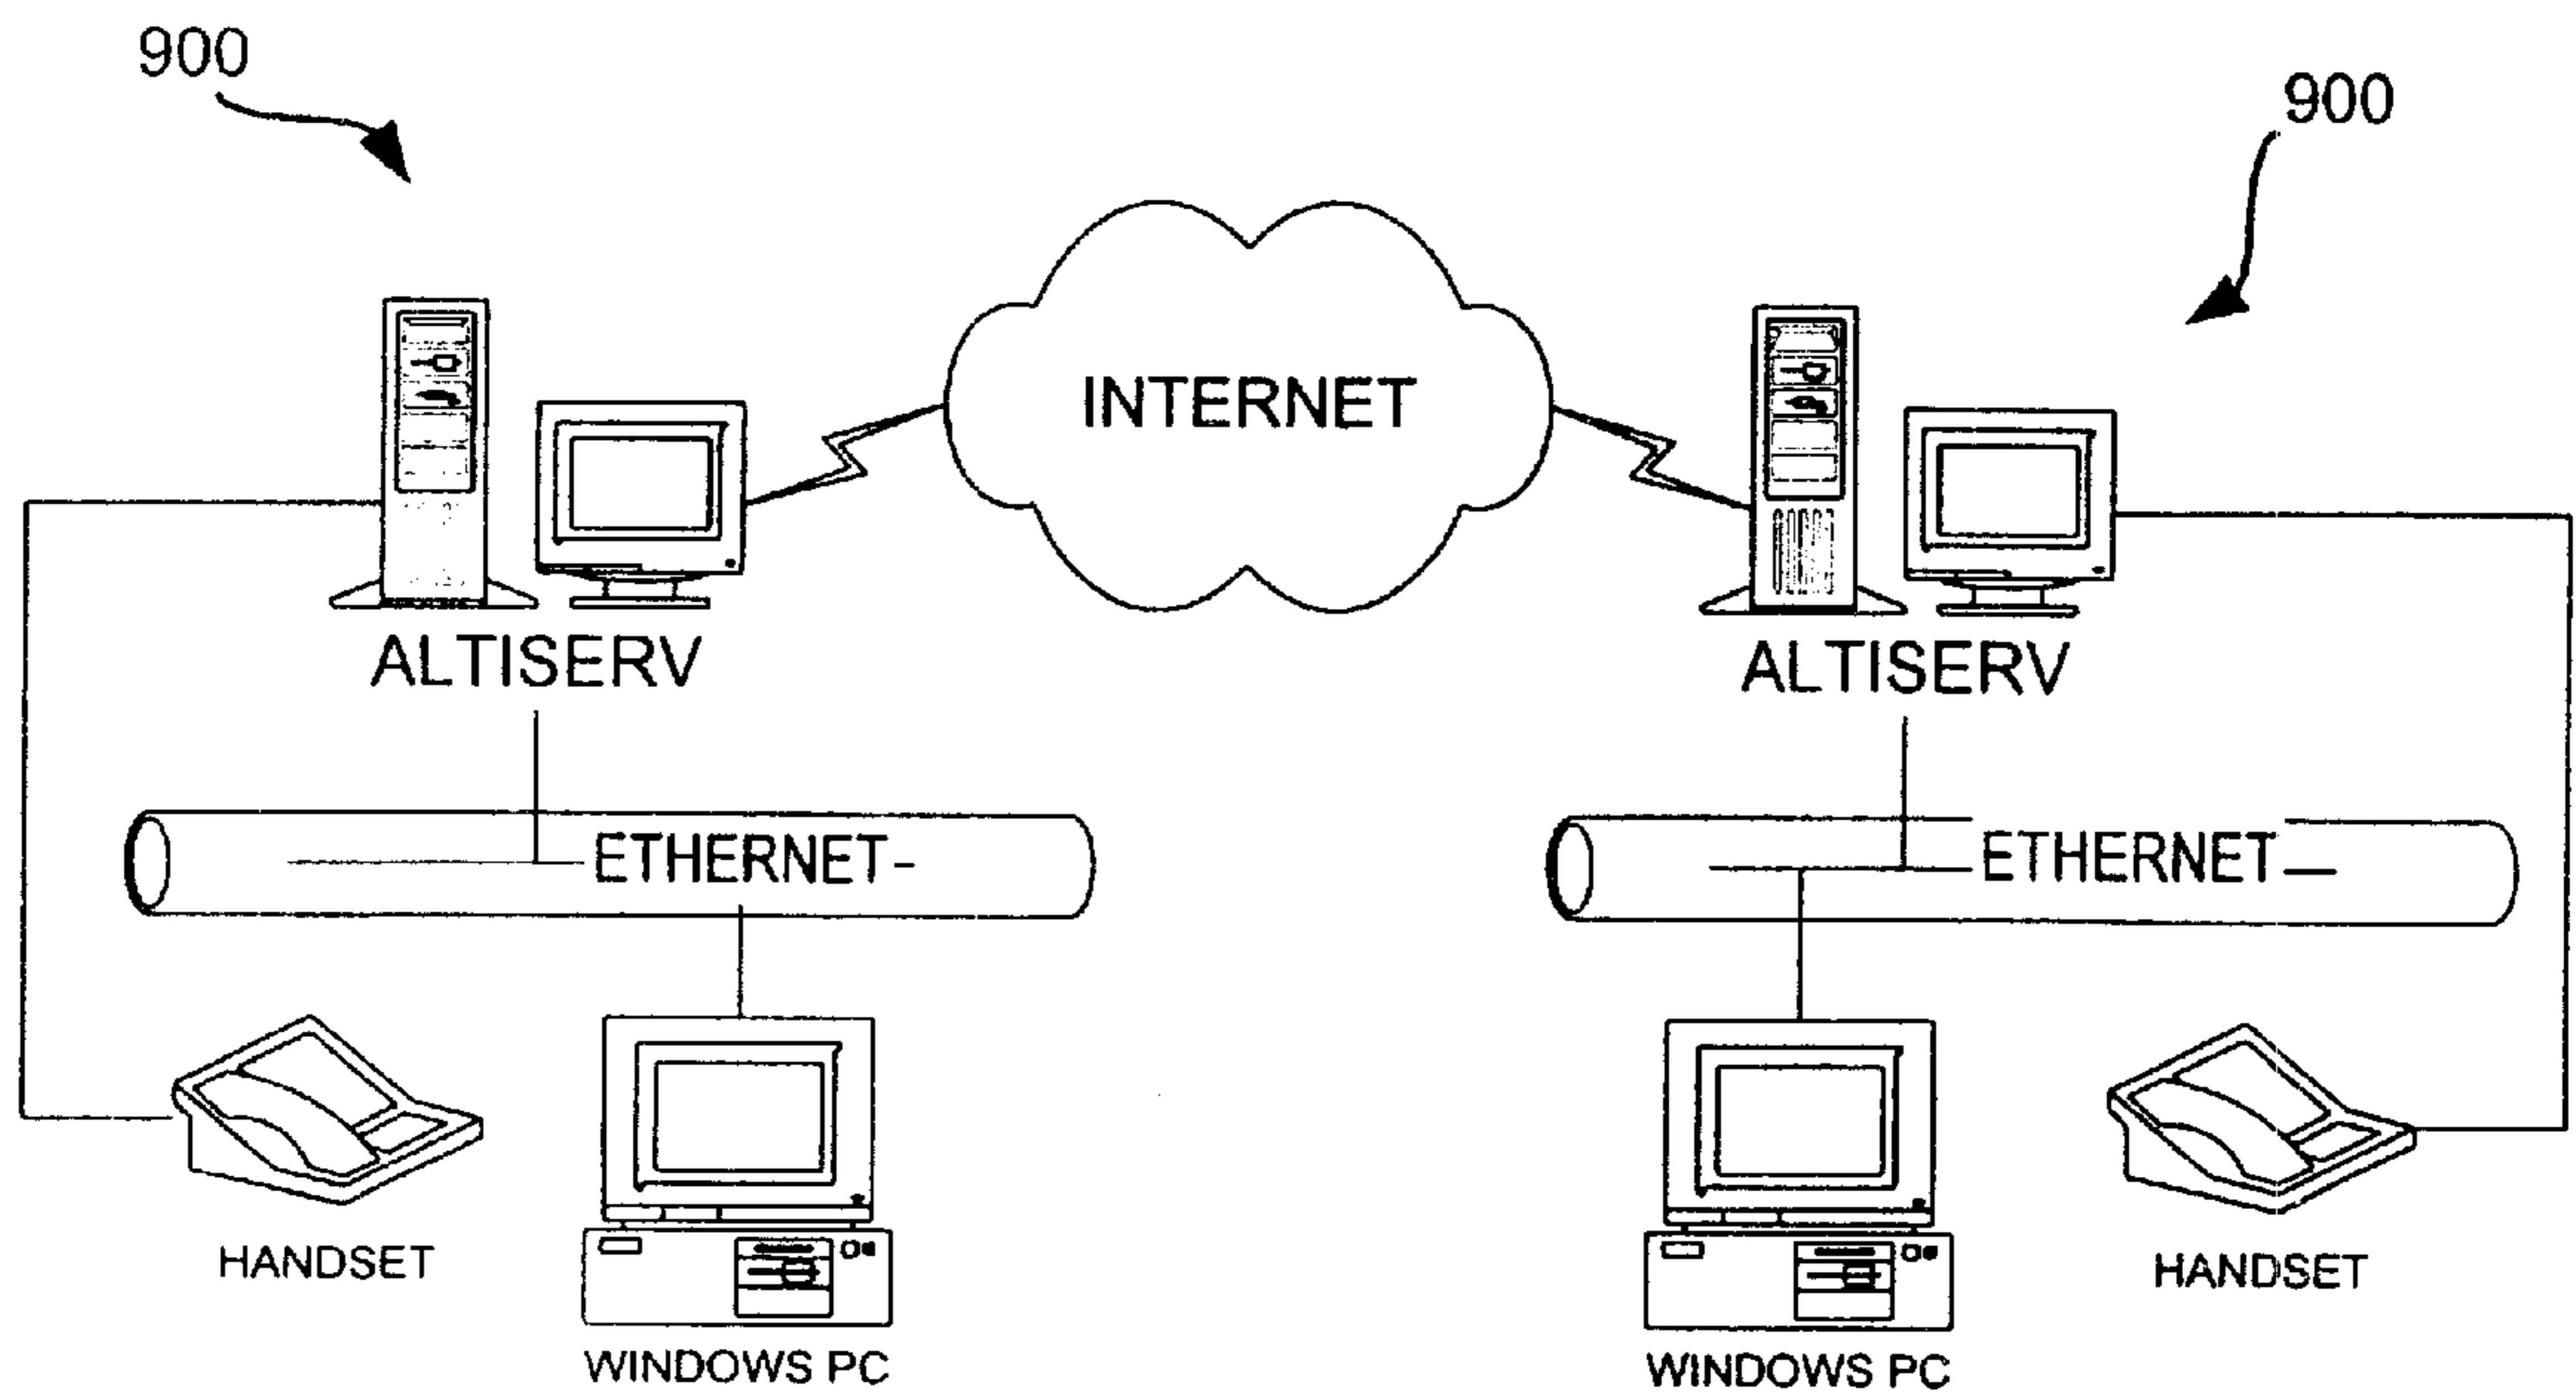 900
900
INTERNET
ALTISERV
ALTISERV
ETHERNET
ETHERNET
HANDSET
WINDOWS PC
WINDOWS PC
HANDSET